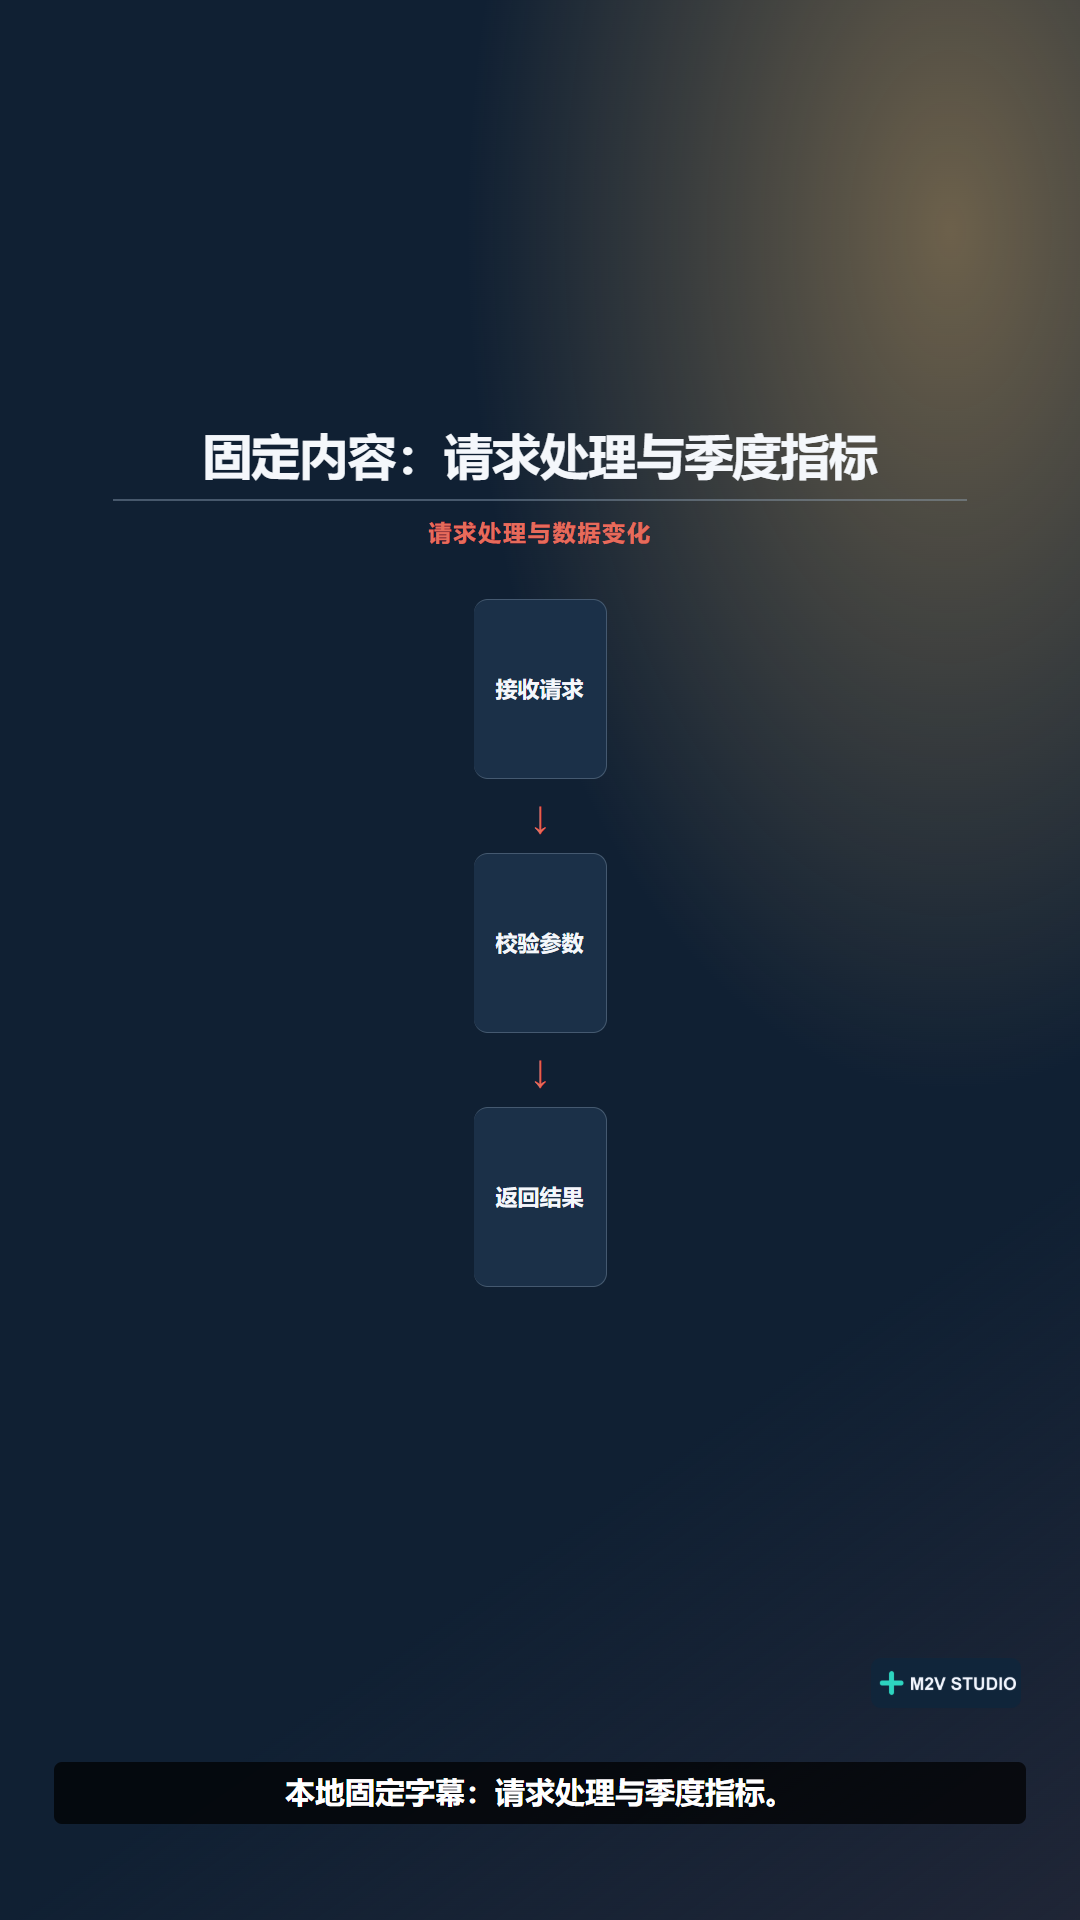 固定内容：请求处理与季度指标
请求处理与数据变化
接收请求
↓
校验参数
↓
返回结果
M2V STUDIO
本地固定字幕：请求处理与季度指标。